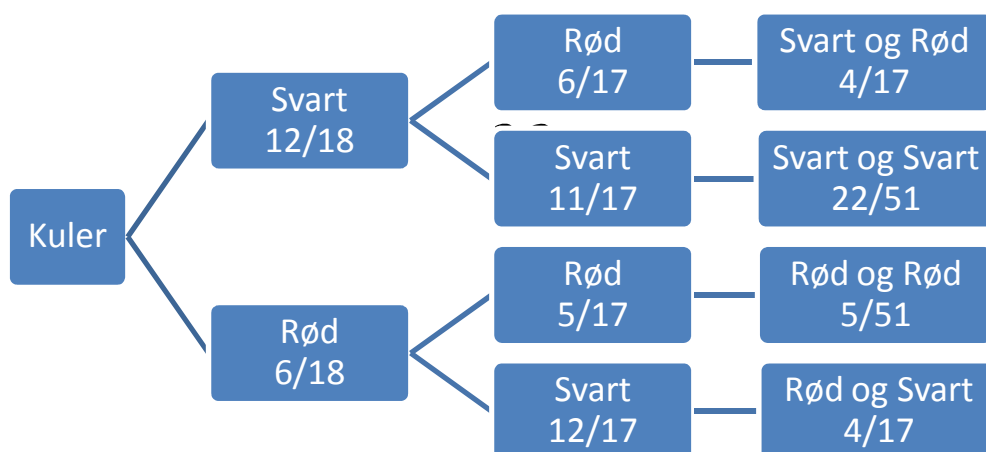 Kuler
Svart
12/18
Rød
6/18
Rød
6/17
Svart
11/17
Rød
5/17
Svart
12/17
Svart og Rød
4/17
Svart og Svart
22/51
Rød og Rød
5/51
Rød og Svart
4/17